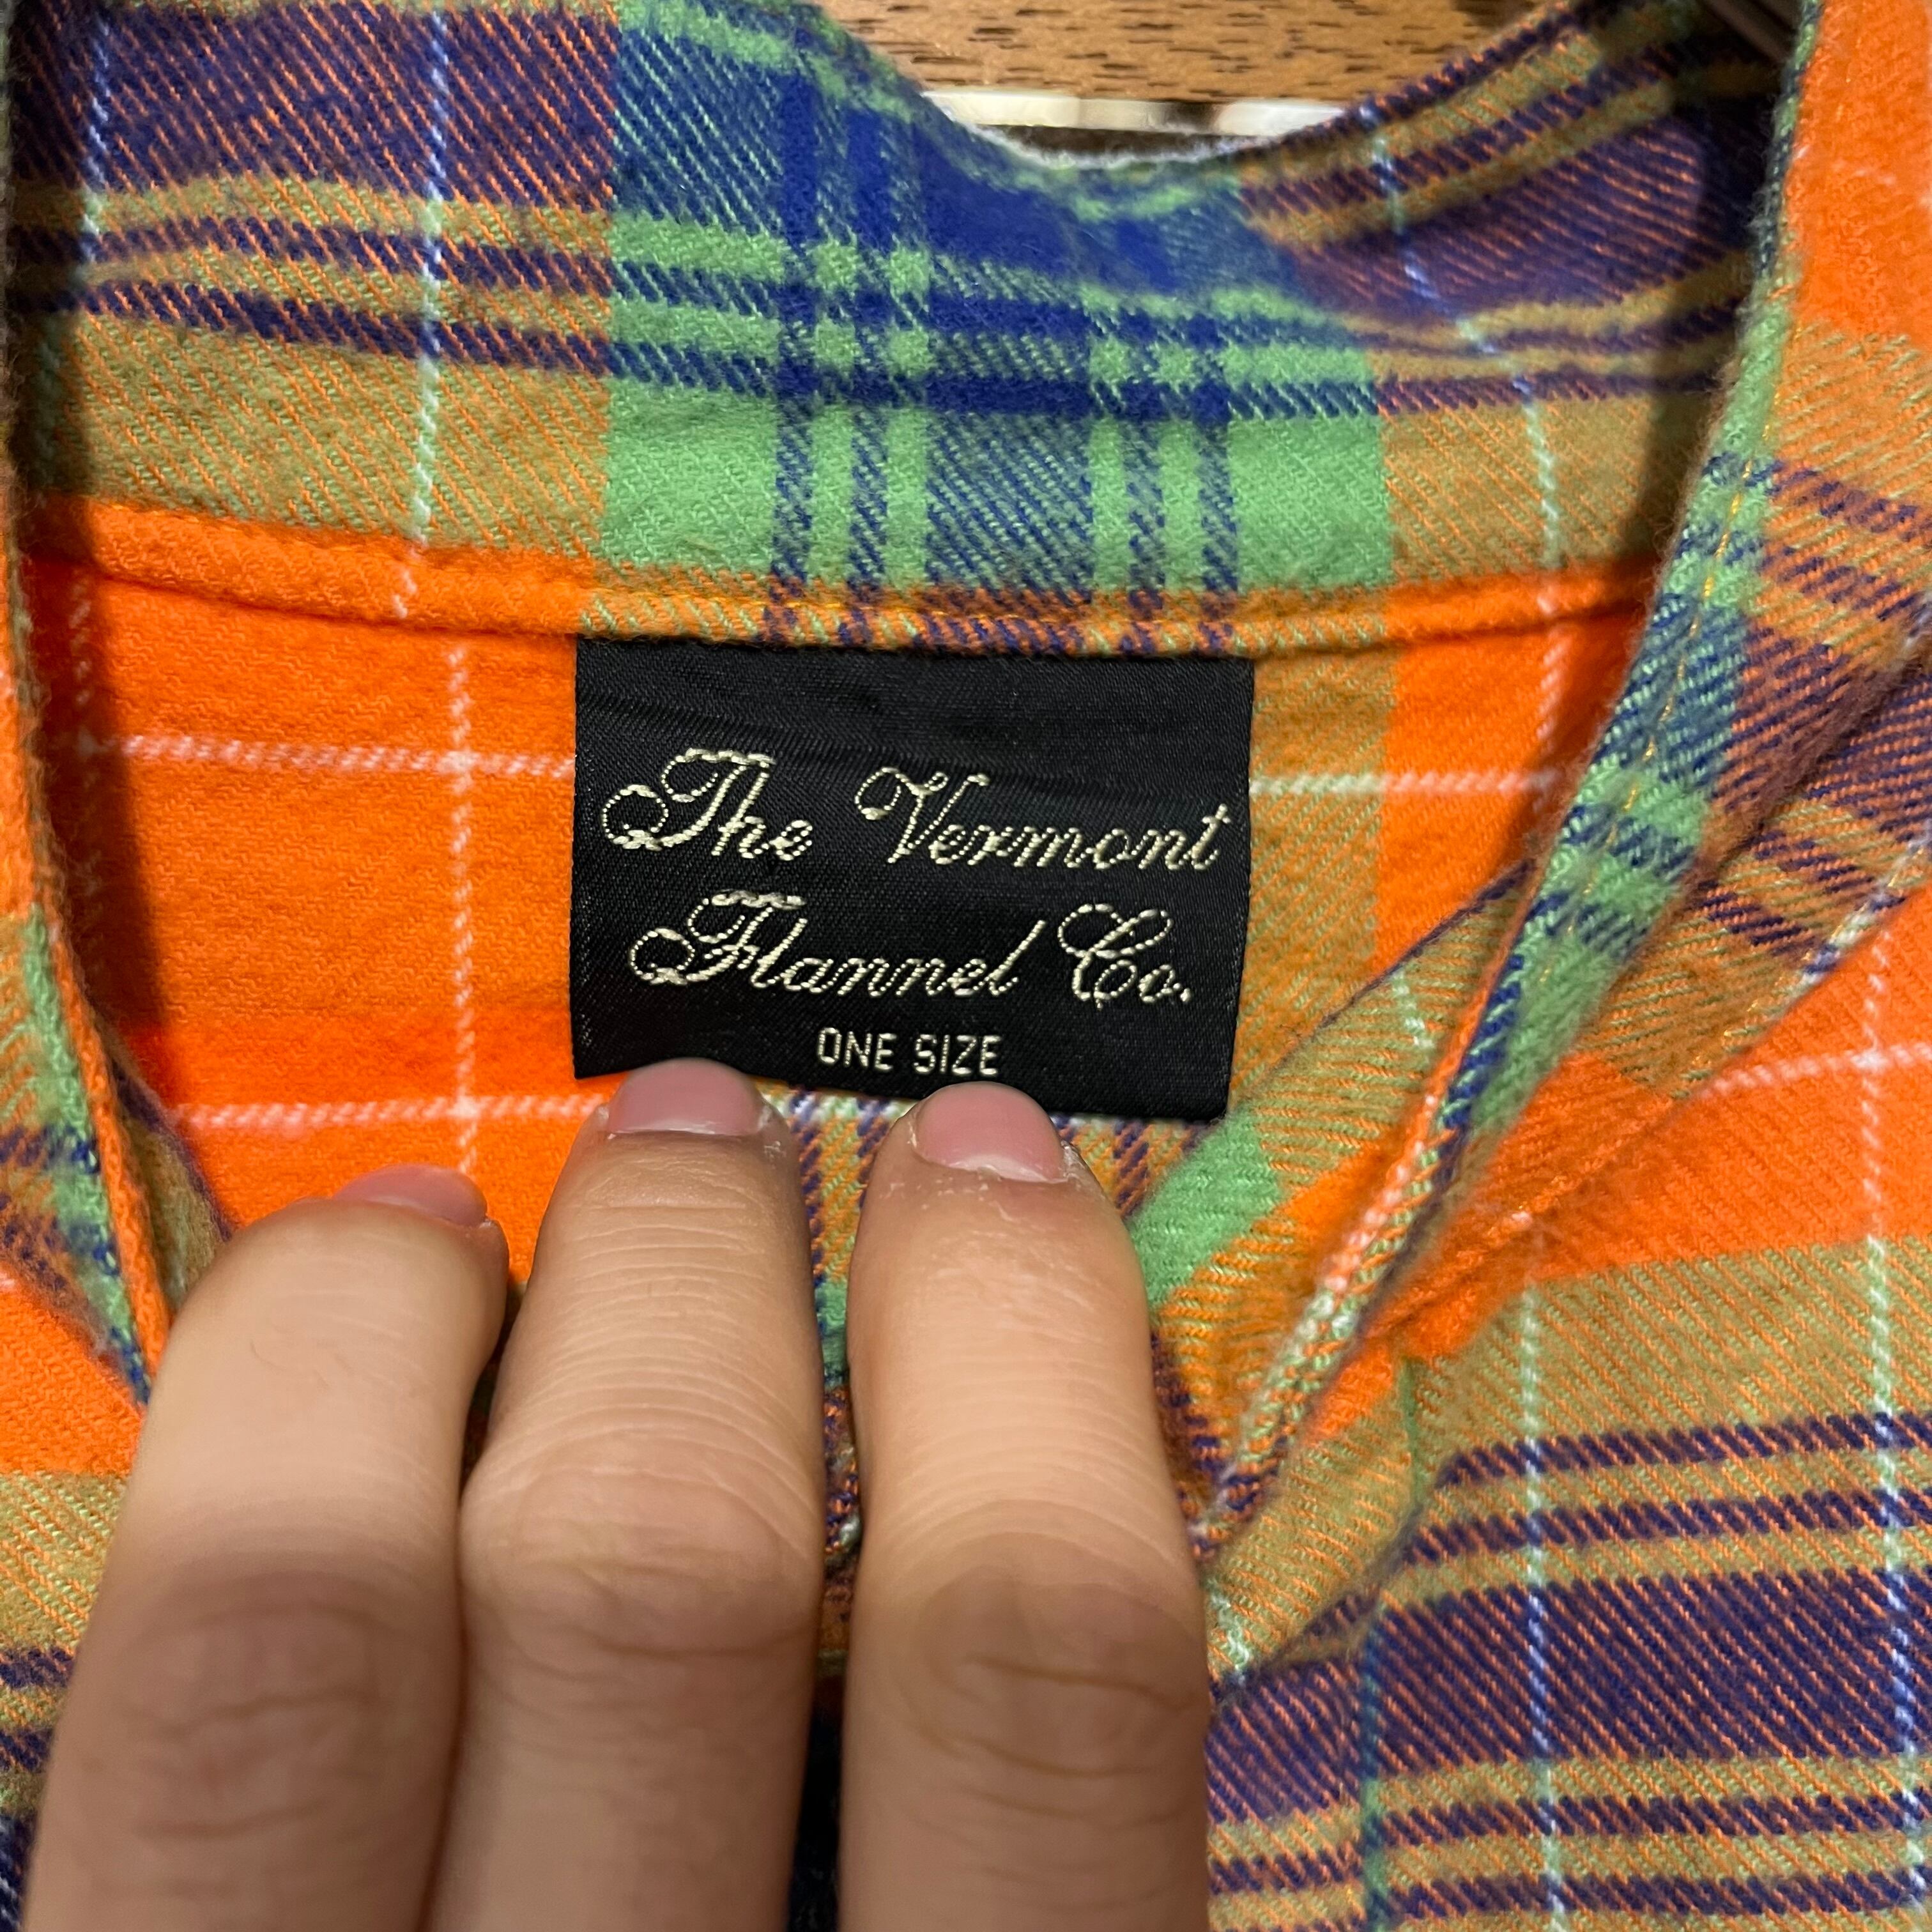 The Vermont
Flannel Co.
ONE SIZE